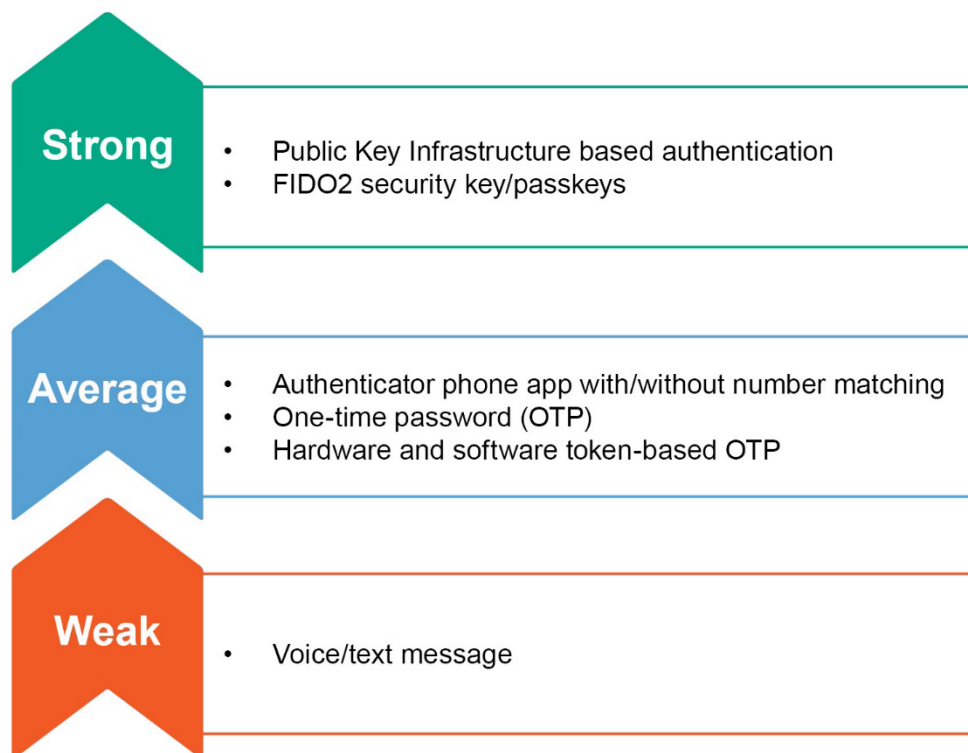 Strong
• Public Key Infrastructure based authentication
• FIDO2 security key/passkeys
Average
• Authenticator phone app with/without number matching
• One-time password (OTP)
• Hardware and software token-based OTP
Weak
• Voice/text message